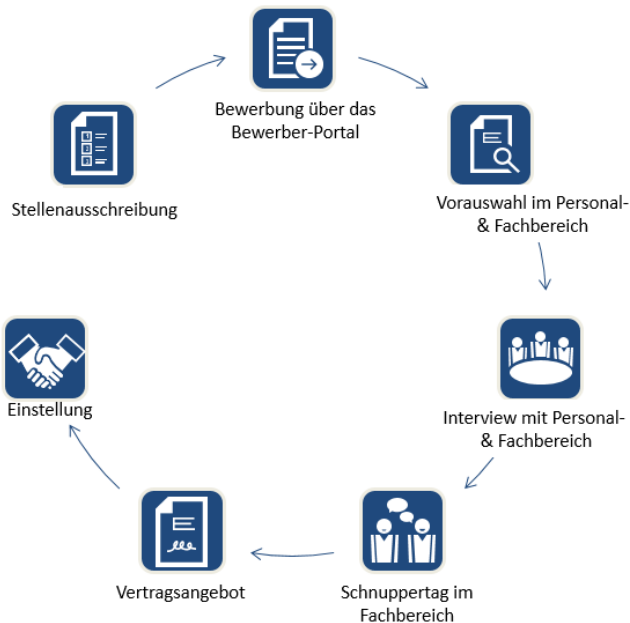 Stellenausschreibung
Bewerbung über das
Bewerber-Portal
Vorauswahl im Personal-
& Fachbereich
Interview mit Personal-
& Fachbereich
Schnuppertag im
Fachbereich
Vertragsangebot
Einstellung